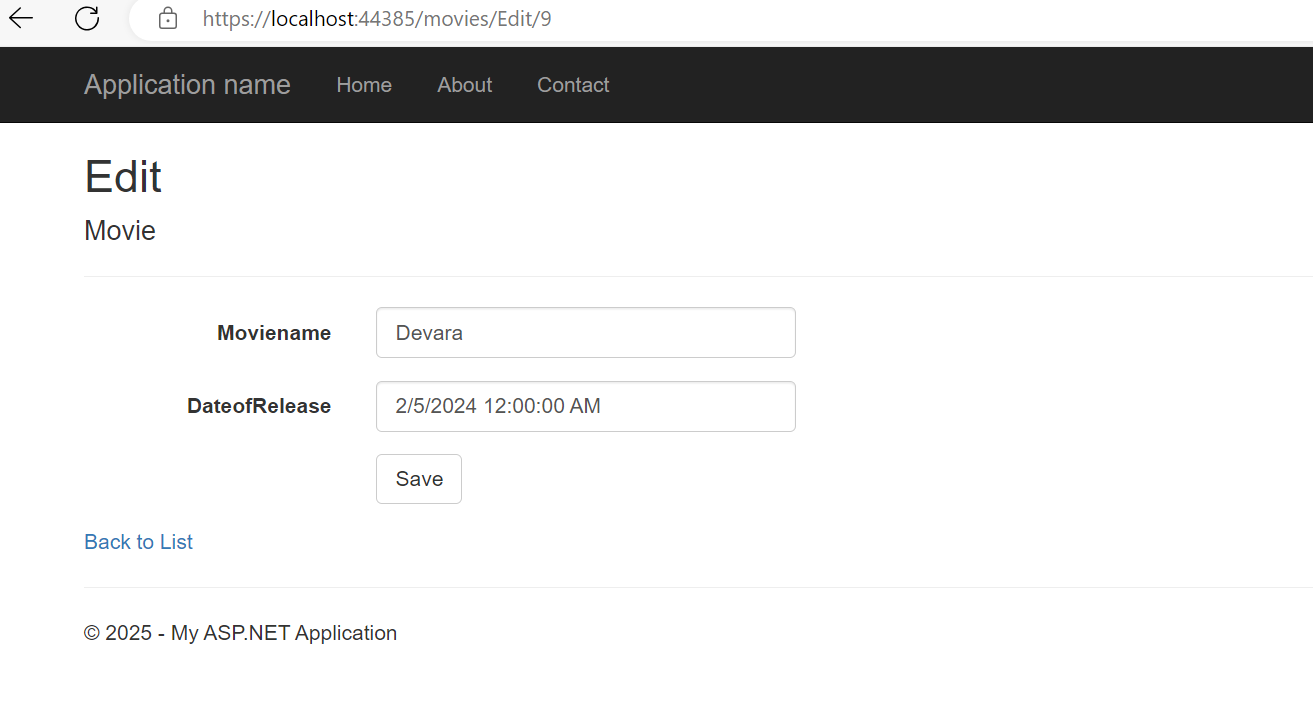 https://localhost:44385/movies/Edit/9
Application name Home About Contact
Edit
Movie
Moviename Devara
DateofRelease 2/5/2024 12:00:00 AM
Save
Back to List
© 2025 - My ASP.NET Application